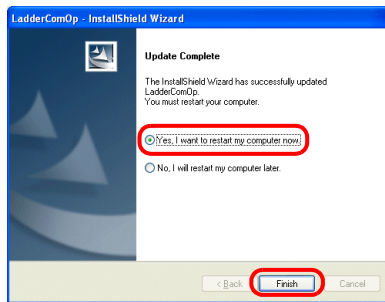 LadderComOp - InstallShield Wizard
Update Complete
The InstallShield Wizard has successfully updated
LadderComOp.
You must restart your computer.
Yes, I want to restart my computer now.
No, I will restart my computer later.
< Back
Finish
Cancel